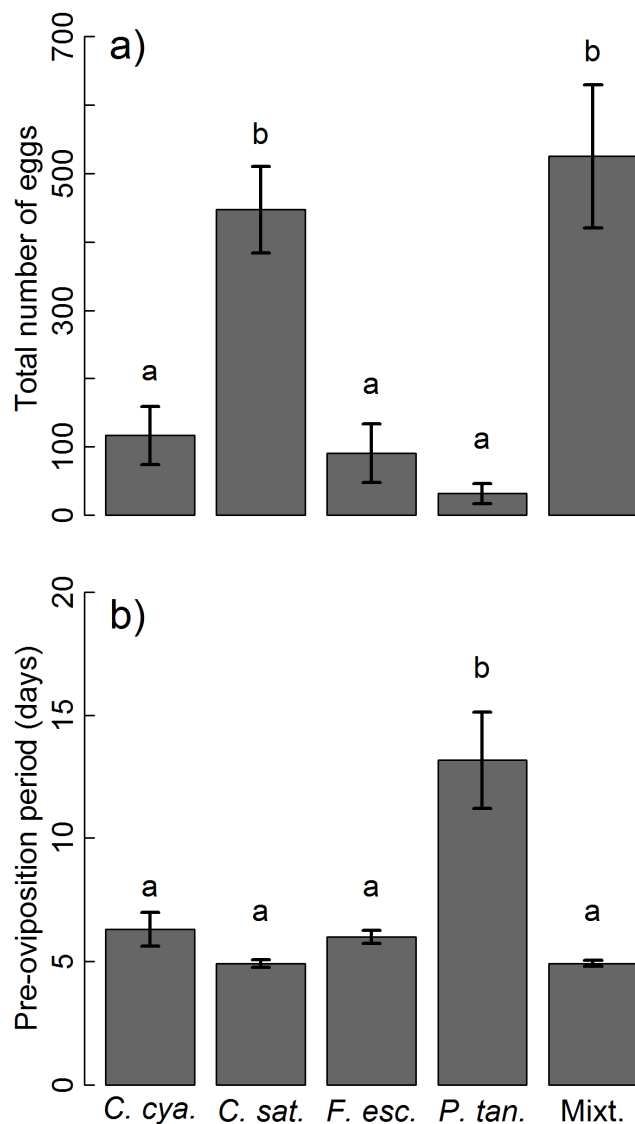 a)
Total number of eggs
700
500
300
100
0
a
b
a
a
b
b)
Pre-oviposition period (days)
20
15
10
5
0
a
a
a
b
a
C. cya. C. sat. F. esc. P. tan. Mixt.